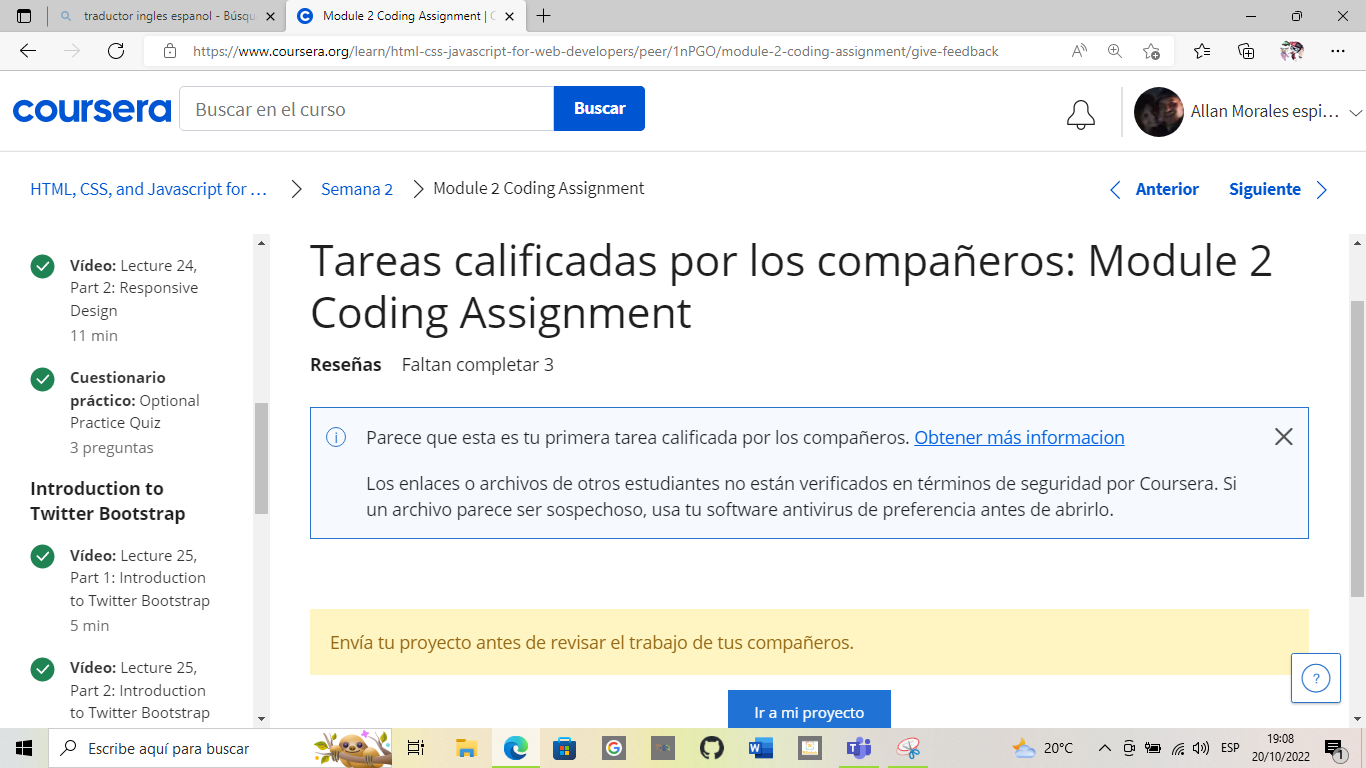 traductor ingles espanol - Búsqu
Module 2 Coding Assignment | C
https://www.coursera.org/learn/html-css-javascript-for-web-developers/peer/1nPGO/module-2-coding-assignment/give-feedback
coursera
Buscar en el curso
Buscar
Allan Morales espi...
HTML, CSS, and Javascript for ...
Semana 2
Module 2 Coding Assignment
Anterior
Siguiente
Vídeo: Lecture 24,
Part 2: Responsive
Design
11 min
Cuestionario
práctico: Optional
Practice Quiz
3 preguntas
Introduction to
Twitter Bootstrap
Vídeo: Lecture 25,
Part 1: Introduction
to Twitter Bootstrap
5 min
Vídeo: Lecture 25,
Part 2: Introduction
to Twitter Bootstrap
Tareas calificadas por los compañeros: Module 2
Coding Assignment
Reseñas Faltan completar 3
Parece que esta es tu primera tarea calificada por los compañeros. Obtener más informacion
Los enlaces o archivos de otros estudiantes no están verificados en términos de seguridad por Coursera. Si
un archivo parece ser sospechoso, usa tu software antivirus de preferencia antes de abrirlo.
Envía tu proyecto antes de revisar el trabajo de tus compañeros.
?
Ir a mi proyecto
Escribe aquí para buscar
20°C
ESP
19:08
20/10/2022
1